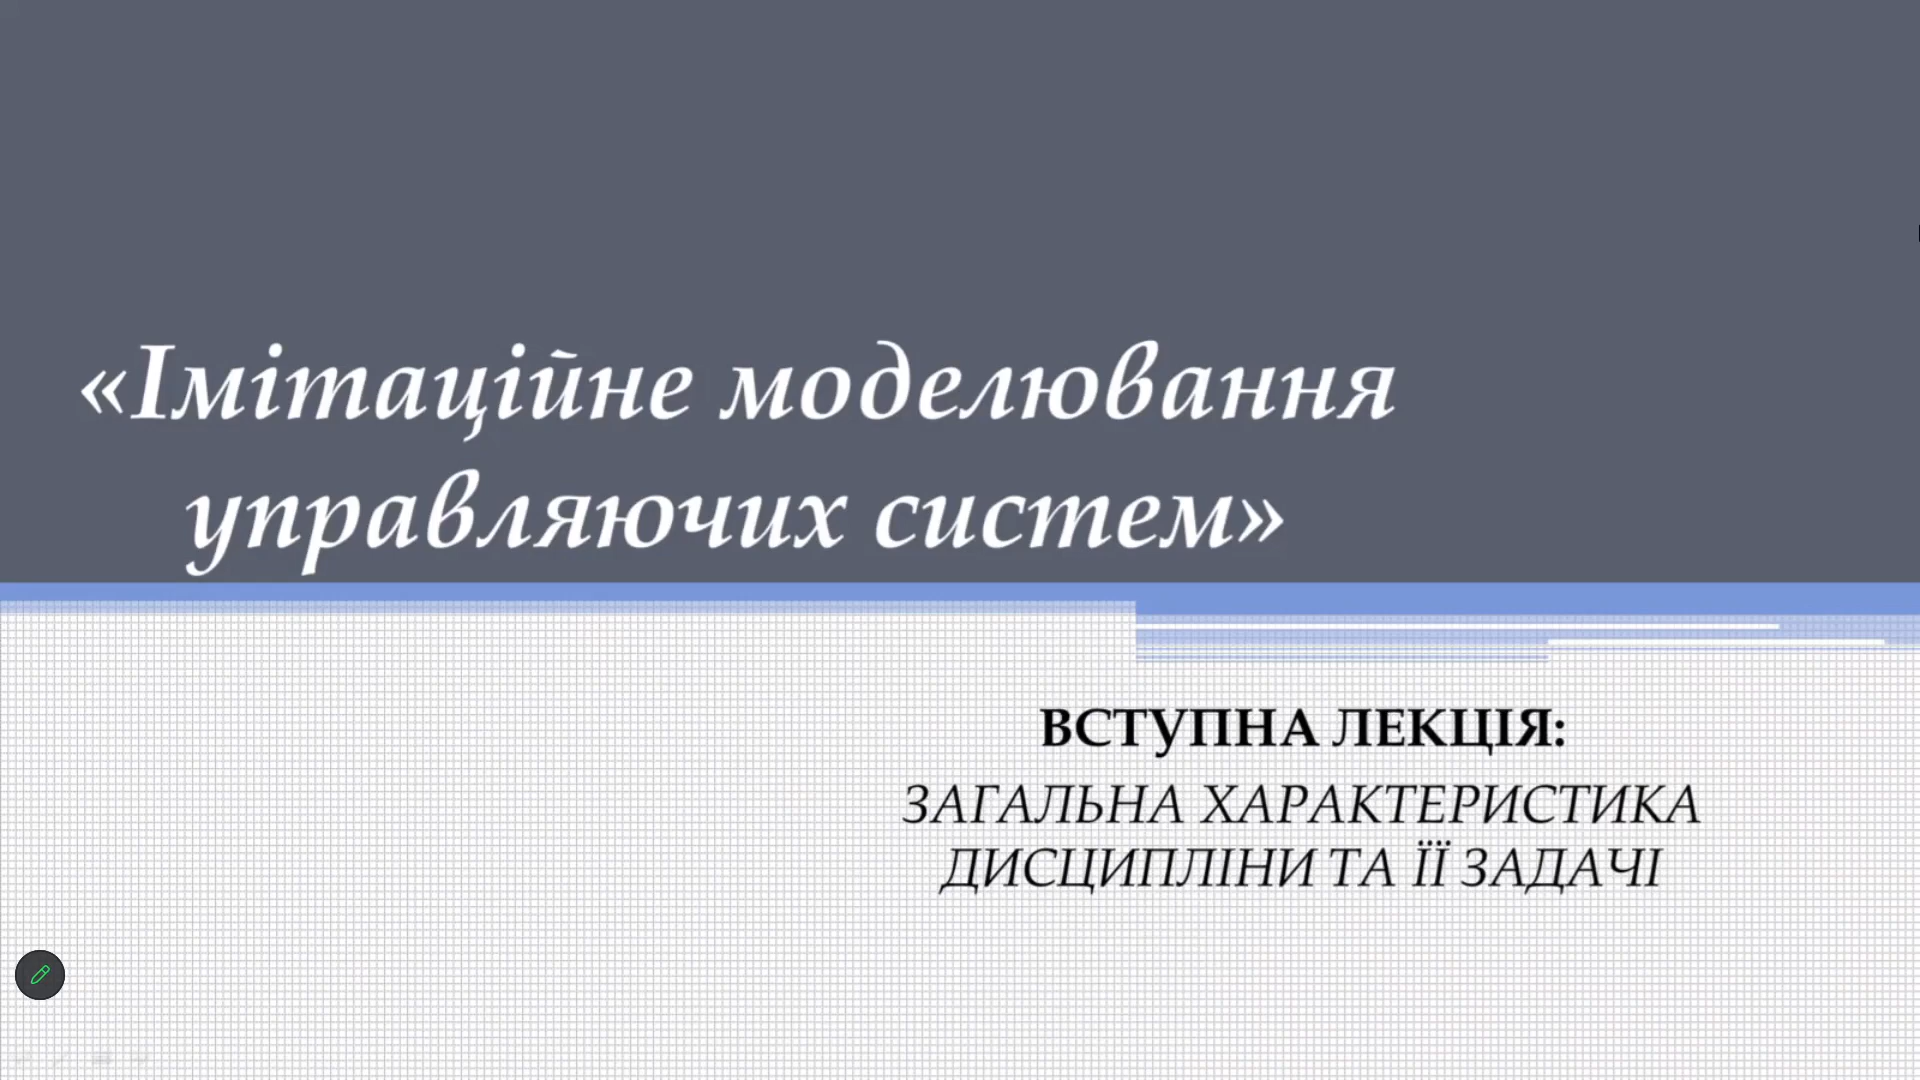 «Імітаційне моделювання
управляючих систем»
ВСТУПНА ЛЕКЦІЯ:
ЗАГАЛЬНА ХАРАКТЕРИСТИКА
ДИСЦИПЛІНИ ТА ЇЇ ЗАДАЧІ